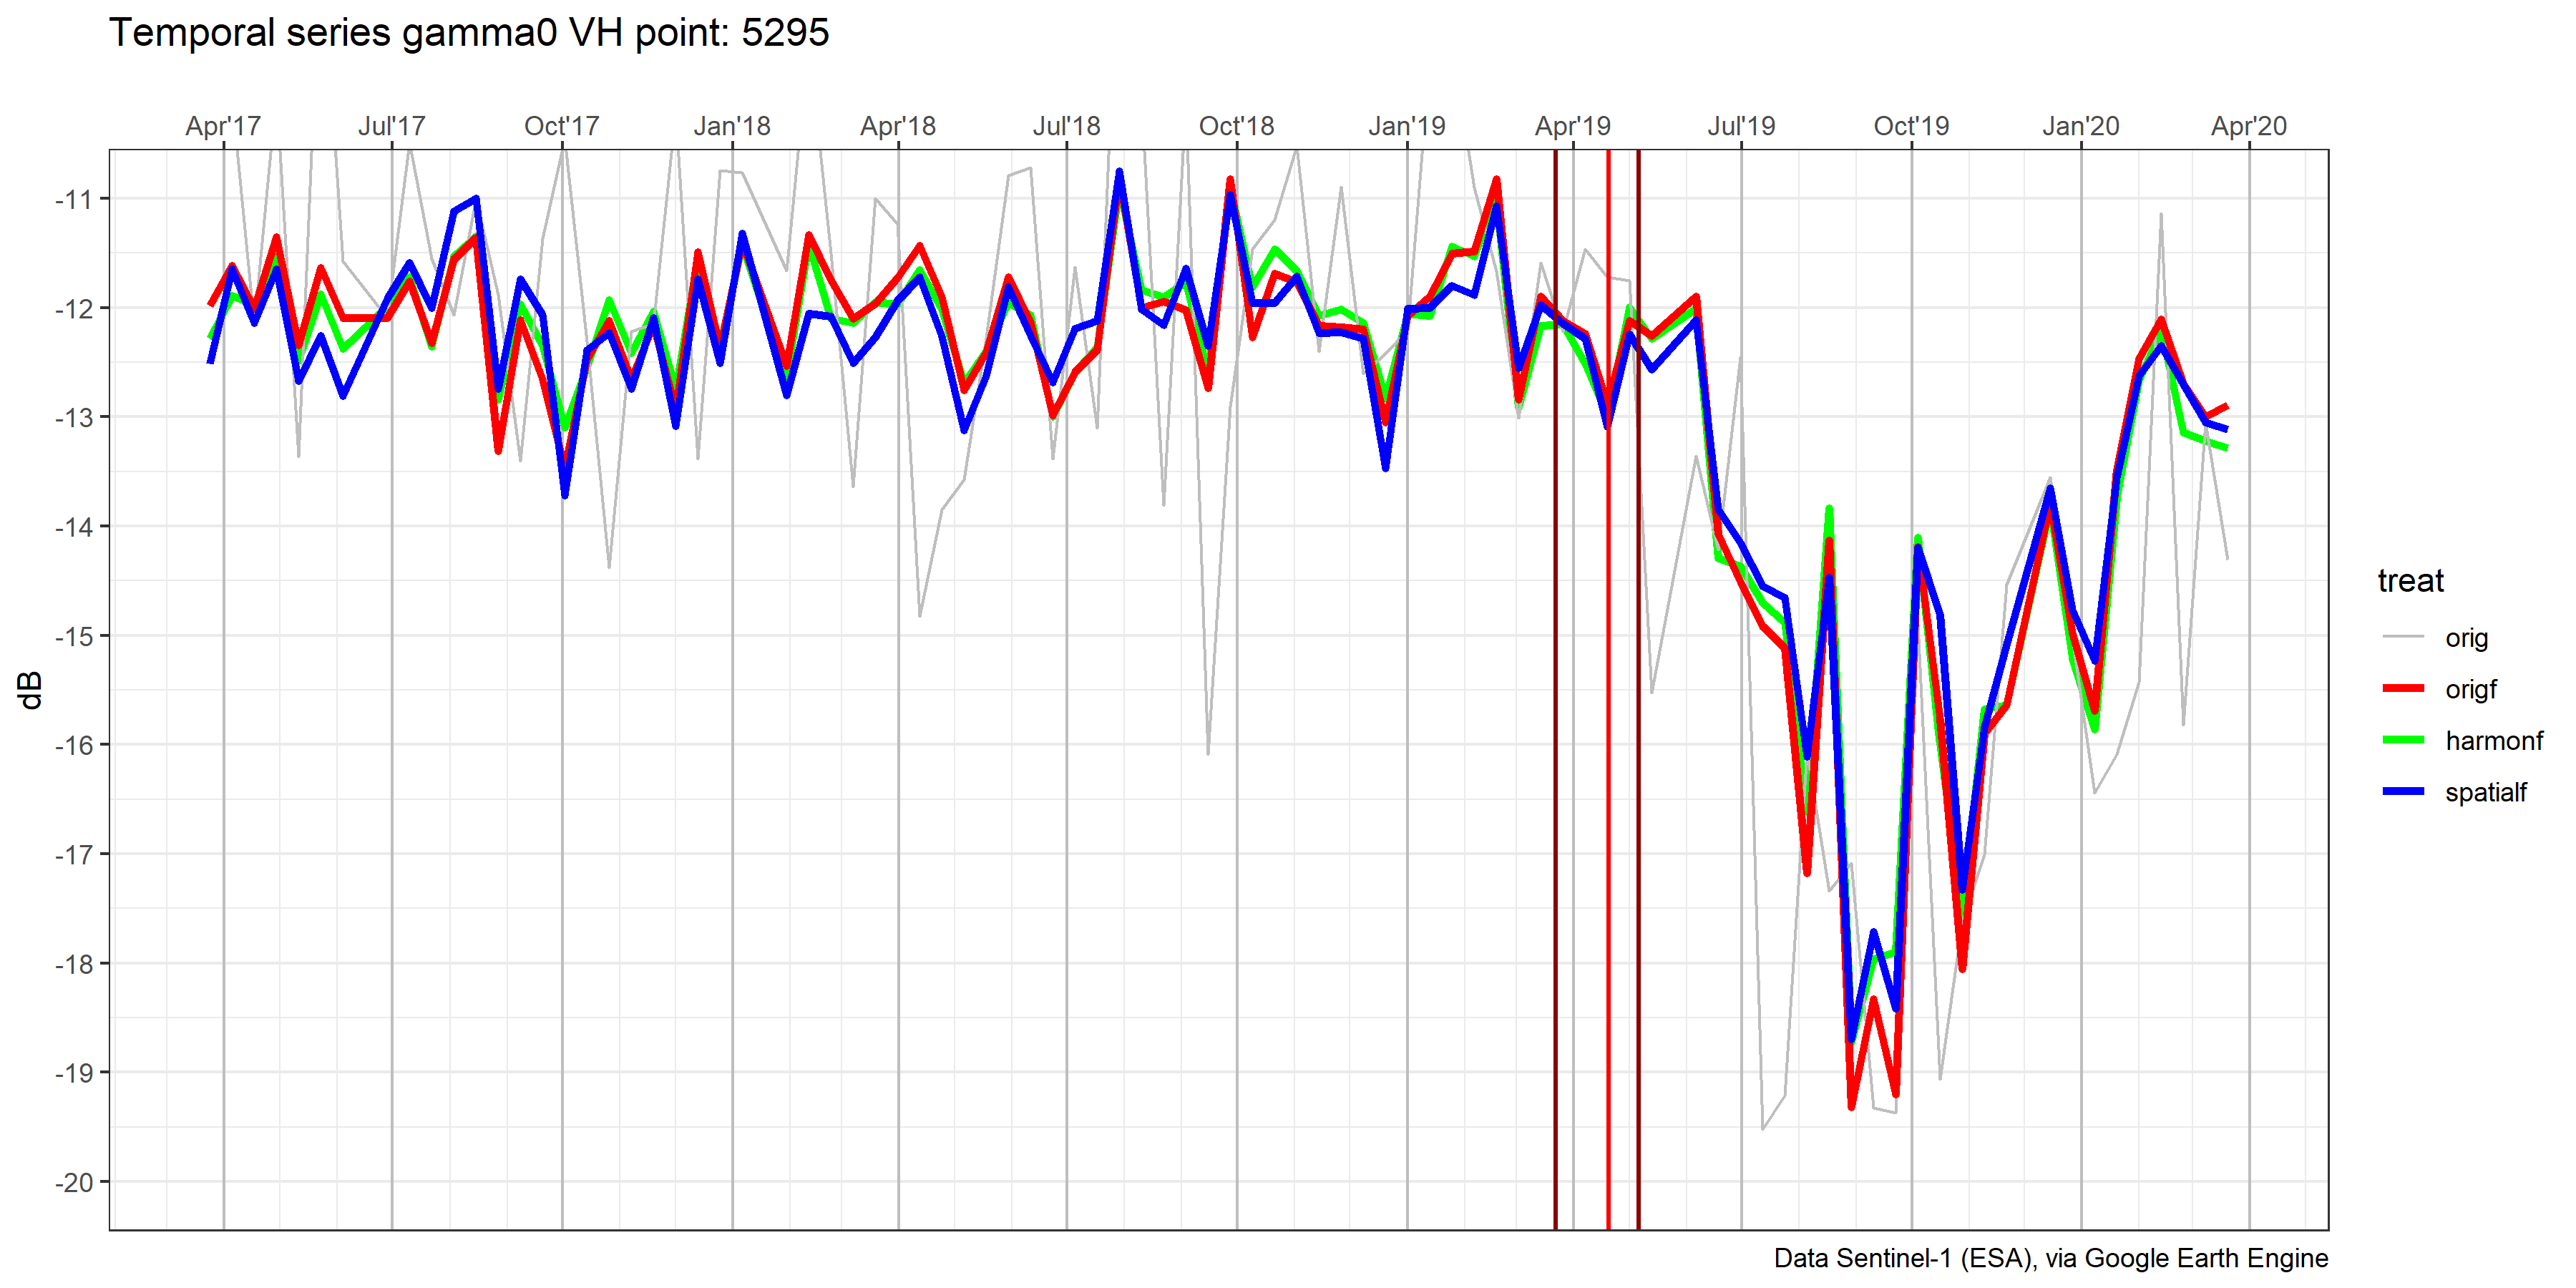 Temporal series gamma0 VH point: 5295
Apr'17 Jul'17 Oct'17 Jan'18 Apr'18 Jul'18 Oct'18 Jan'19 Apr'19 Jul'19 Oct'19 Jan'20 Apr'20
-11
-12
-13
-14
-15
-16
-17
-18
-19
-20
dB
treat
orig
origf
harmonf
spatialf
Data Sentinel-1 (ESA), via Google Earth Engine